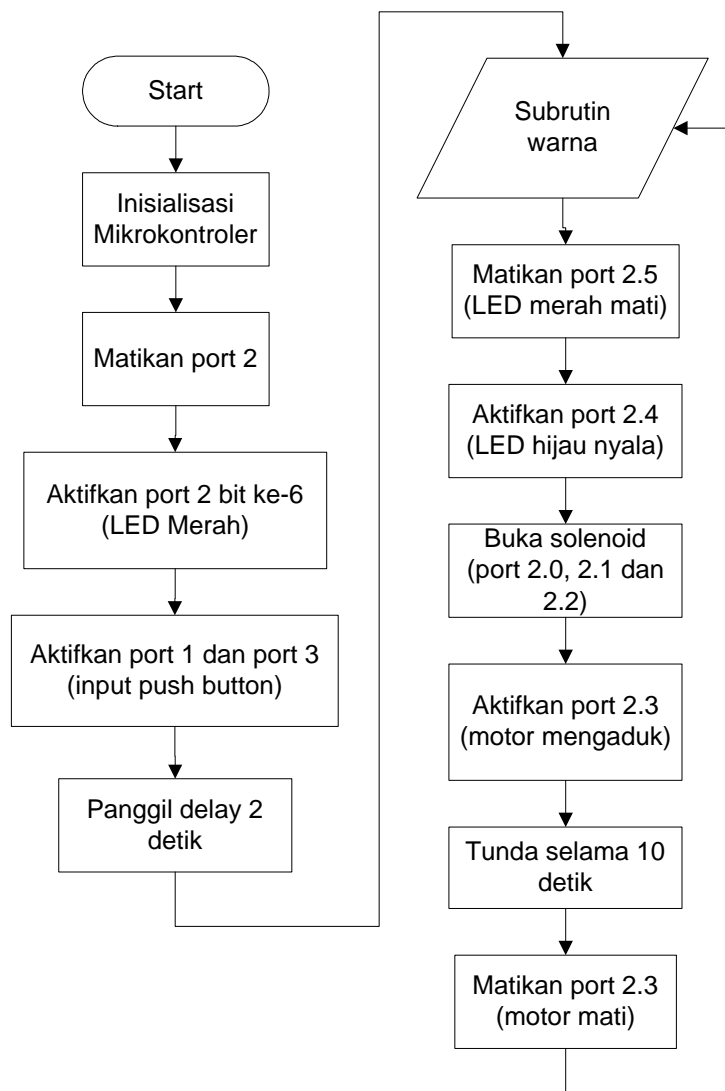 Start
Inisialisasi
Mikrokontroler
Matikan port 2
Aktifkan port 2 bit ke-6
(LED Merah)
Aktifkan port 1 dan port 3
(input push button)
Panggil delay 2
detik
Subrutin
warna
Matikan port 2.5
(LED merah mati)
Aktifkan port 2.4
(LED hijau nyala)
Buka solenoid
(port 2.0, 2.1 dan
2.2)
Aktifkan port 2.3
(motor mengaduk)
Tunda selama 10
detik
Matikan port 2.3
(motor mati)